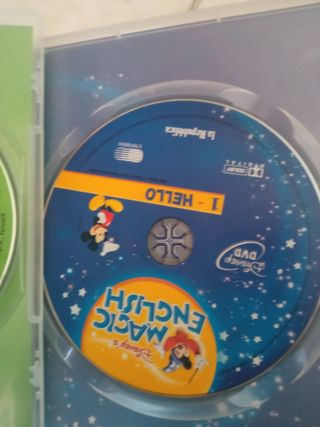 Disney's
MAGIC
ENGLISH
1 - HELLO
Disney
DVD
la Repubblica
DOLBY
DIGITAL